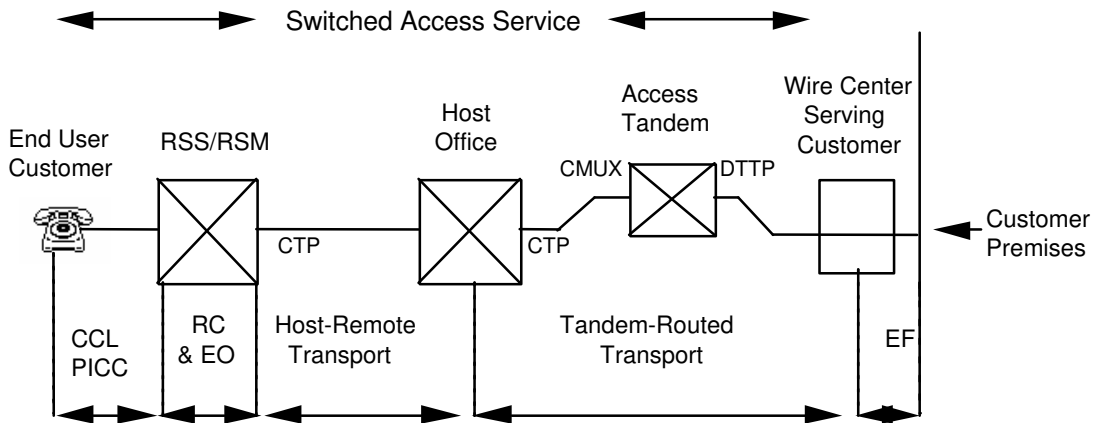 Switched Access Service
End User
Customer
RSS/RSM
Host
Office
Access
Tandem
Wire Center
Serving
Customer
CMUX
DTTP
CTP
CTP
Customer
Premises
CCL
PICC
RC
& EO
Host-Remote
Transport
Tandem-Routed
Transport
EF